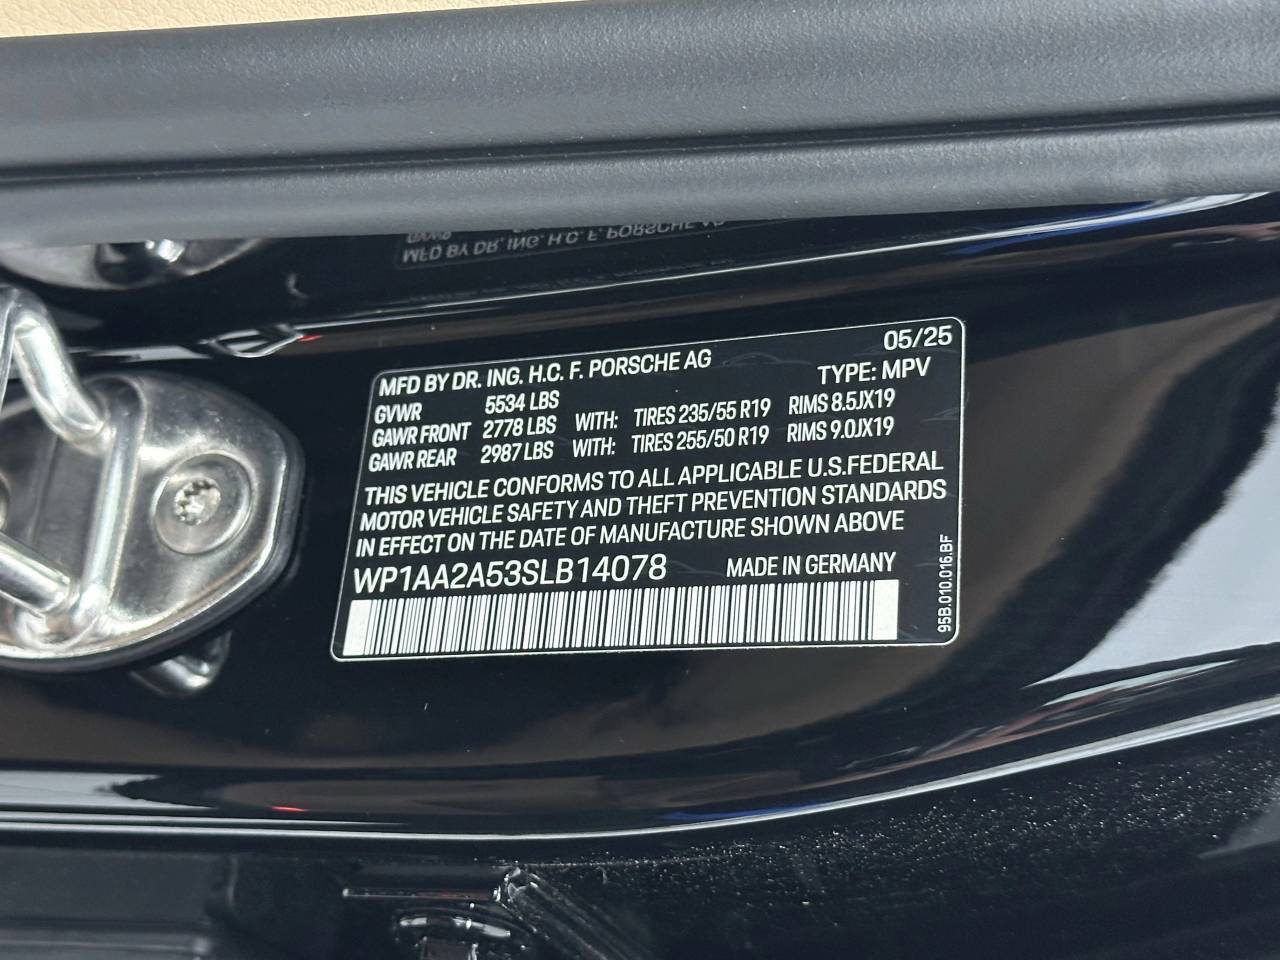 MFD BY DR. ING. H.C. F. PORSCHE AG 05/25
TYPE: MPV
GVWR 5534 LBS
GAWR FRONT 2778 LBS WITH: TIRES 235/55 R19 RIMS 8.5JX19
GAWR REAR 2987 LBS WITH: TIRES 255/50 R19 RIMS 9.0JX19
THIS VEHICLE CONFORMS TO ALL APPLICABLE U.S.FEDERAL
MOTOR VEHICLE SAFETY AND THEFT PREVENTION STANDARDS
IN EFFECT ON THE DATE OF MANUFACTURE SHOWN ABOVE
WP1AA2A53SLB14078 MADE IN GERMANY
95B.010.016.BF